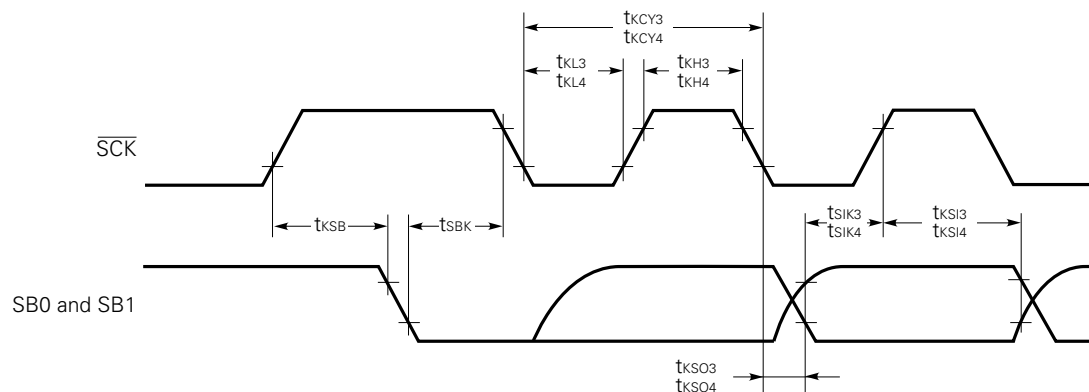 tKCY3
tKCY4
tKL3
tKL4
tKH3
tKH4
SCK
tKSB
tSBK
tSIK3
tSIK4
tKSI3
tKSI4
SB0 and SB1
tKSO3
tKSO4